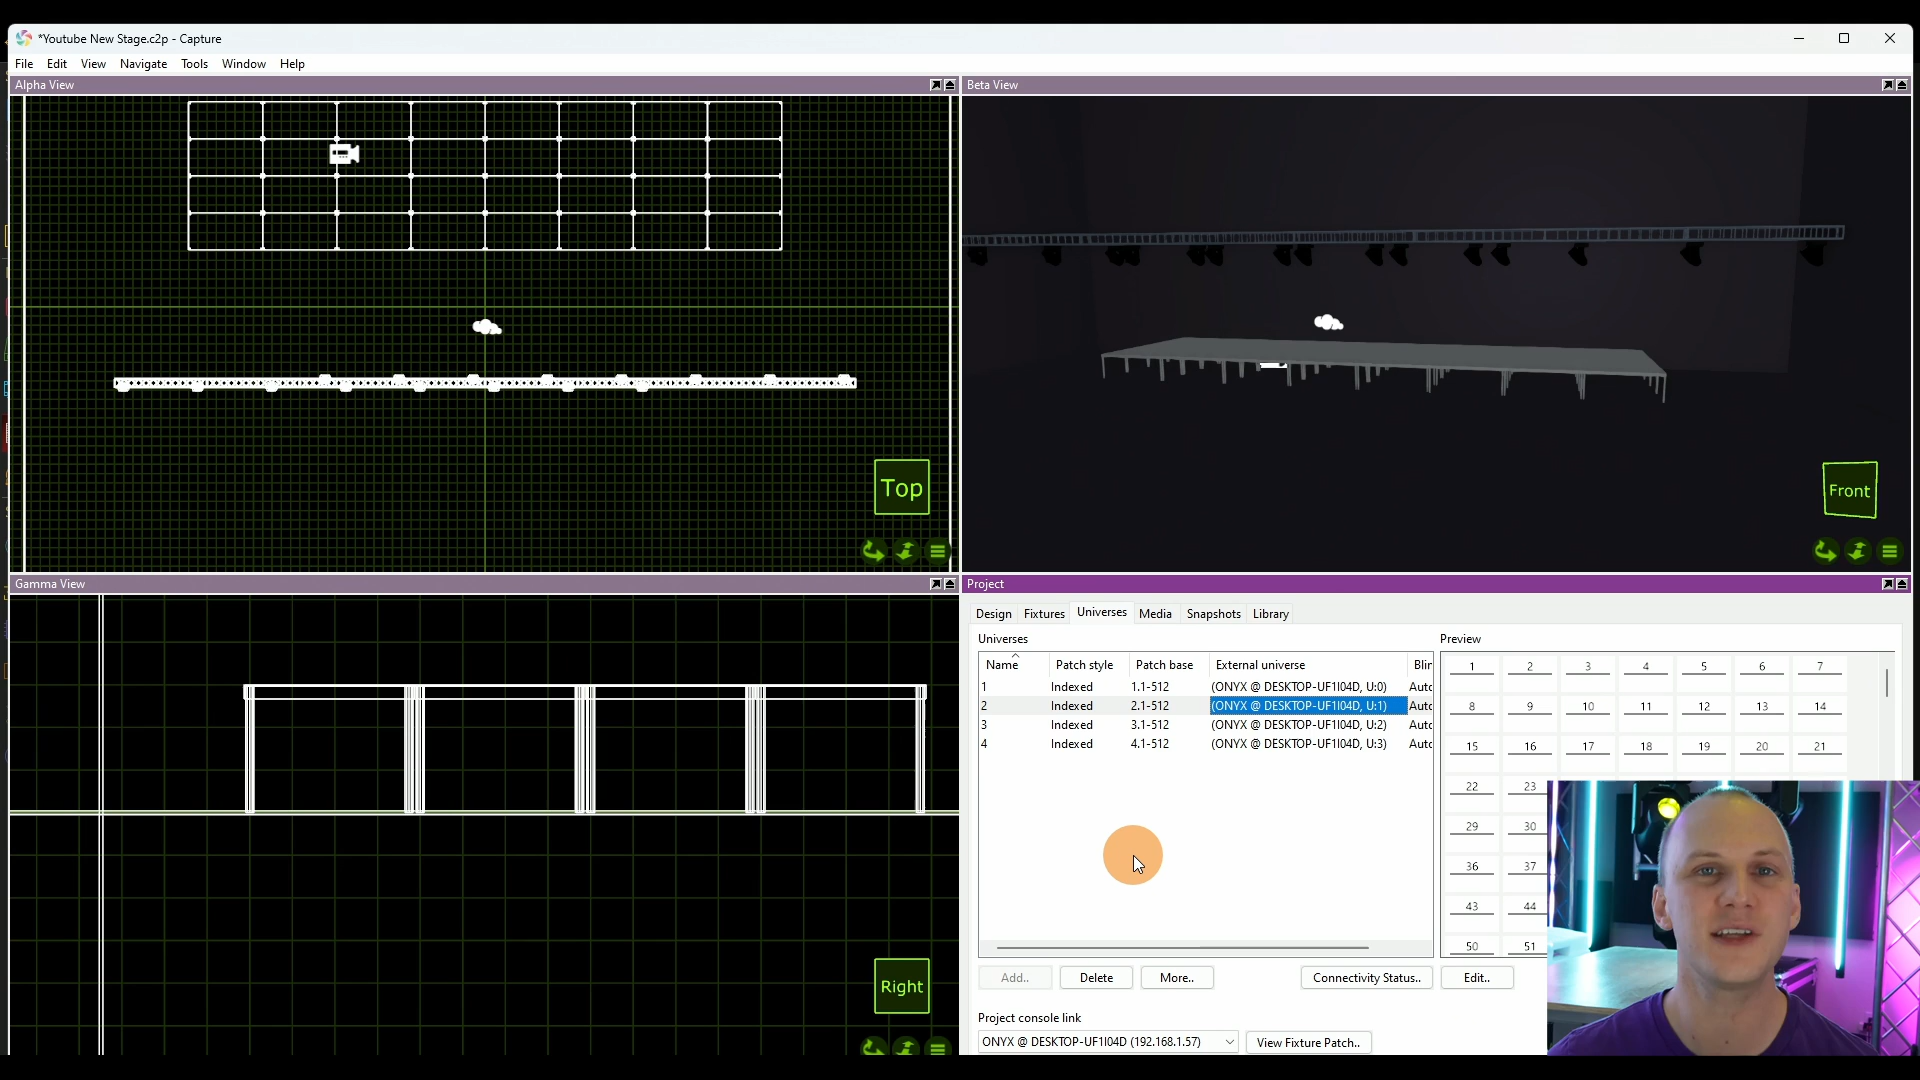 *Youtube New Stage.c2p - Capture
File Edit View Navigate Tools Window Help
Alpha View
Top
Beta View
Front
Gamma View
Right
Project
Design Fixtures Universes Media Snapshots Library
Universes
Name Patch style Patch base External universe Blin
1 Indexed 1.1-512 (ONYX @ DESKTOP-UF1I04D, U:0) Auto
2 Indexed 2.1-512 (ONYX @ DESKTOP-UF1I04D, U:1) Auto
3 Indexed 3.1-512 (ONYX @ DESKTOP-UF1I04D, U:2) Auto
4 Indexed 4.1-512 (ONYX @ DESKTOP-UF1I04D, U:3) Auto
Add.. Delete More.. Connectivity Status.. Edit..
Project console link
ONYX @ DESKTOP-UF1I04D (192.168.1.57) View Fixture Patch..
Preview
1 2 3 4 5 6 7
8 9 10 11 12 13 14
15 16 17 18 19 20 21
22 23
29 30
36 37
43 44
50 51